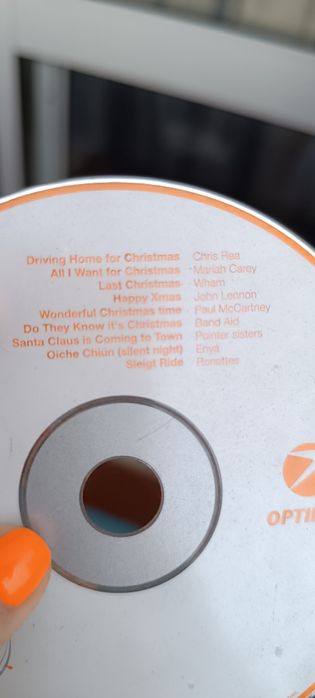 Driving Home for Christmas Chris Rea
All I Want for Christmas Mariah Carey
Last Christmas Wham
Happy Xmas John Lennon
Wonderful Christmas time Paul McCartney
Do They Know it's Christmas Band Aid
Santa Claus is Coming to Town Pointer sisters
Oiche Chiún (silent night) Enya
Sleigt Ride Ronettes